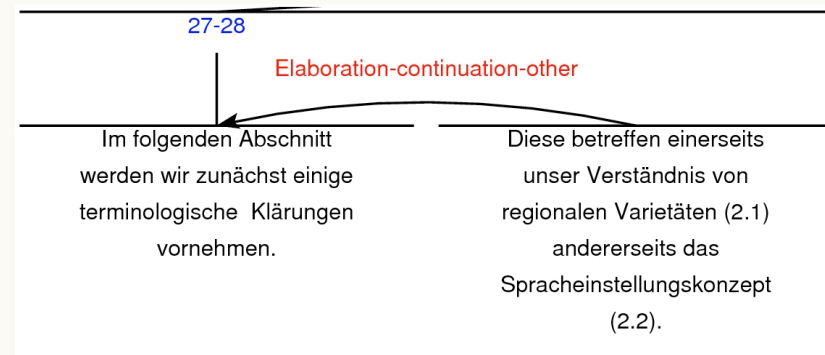 27-28
Elaboration-continuation-other
Im folgenden Abschnitt
werden wir zunächst einige
terminologische Klärungen
vornehmen.
Diese betreffen einerseits
unser Verständnis von
regionalen Varietäten (2.1)
andererseits das
Spracheinstellungskonzept
(2.2).